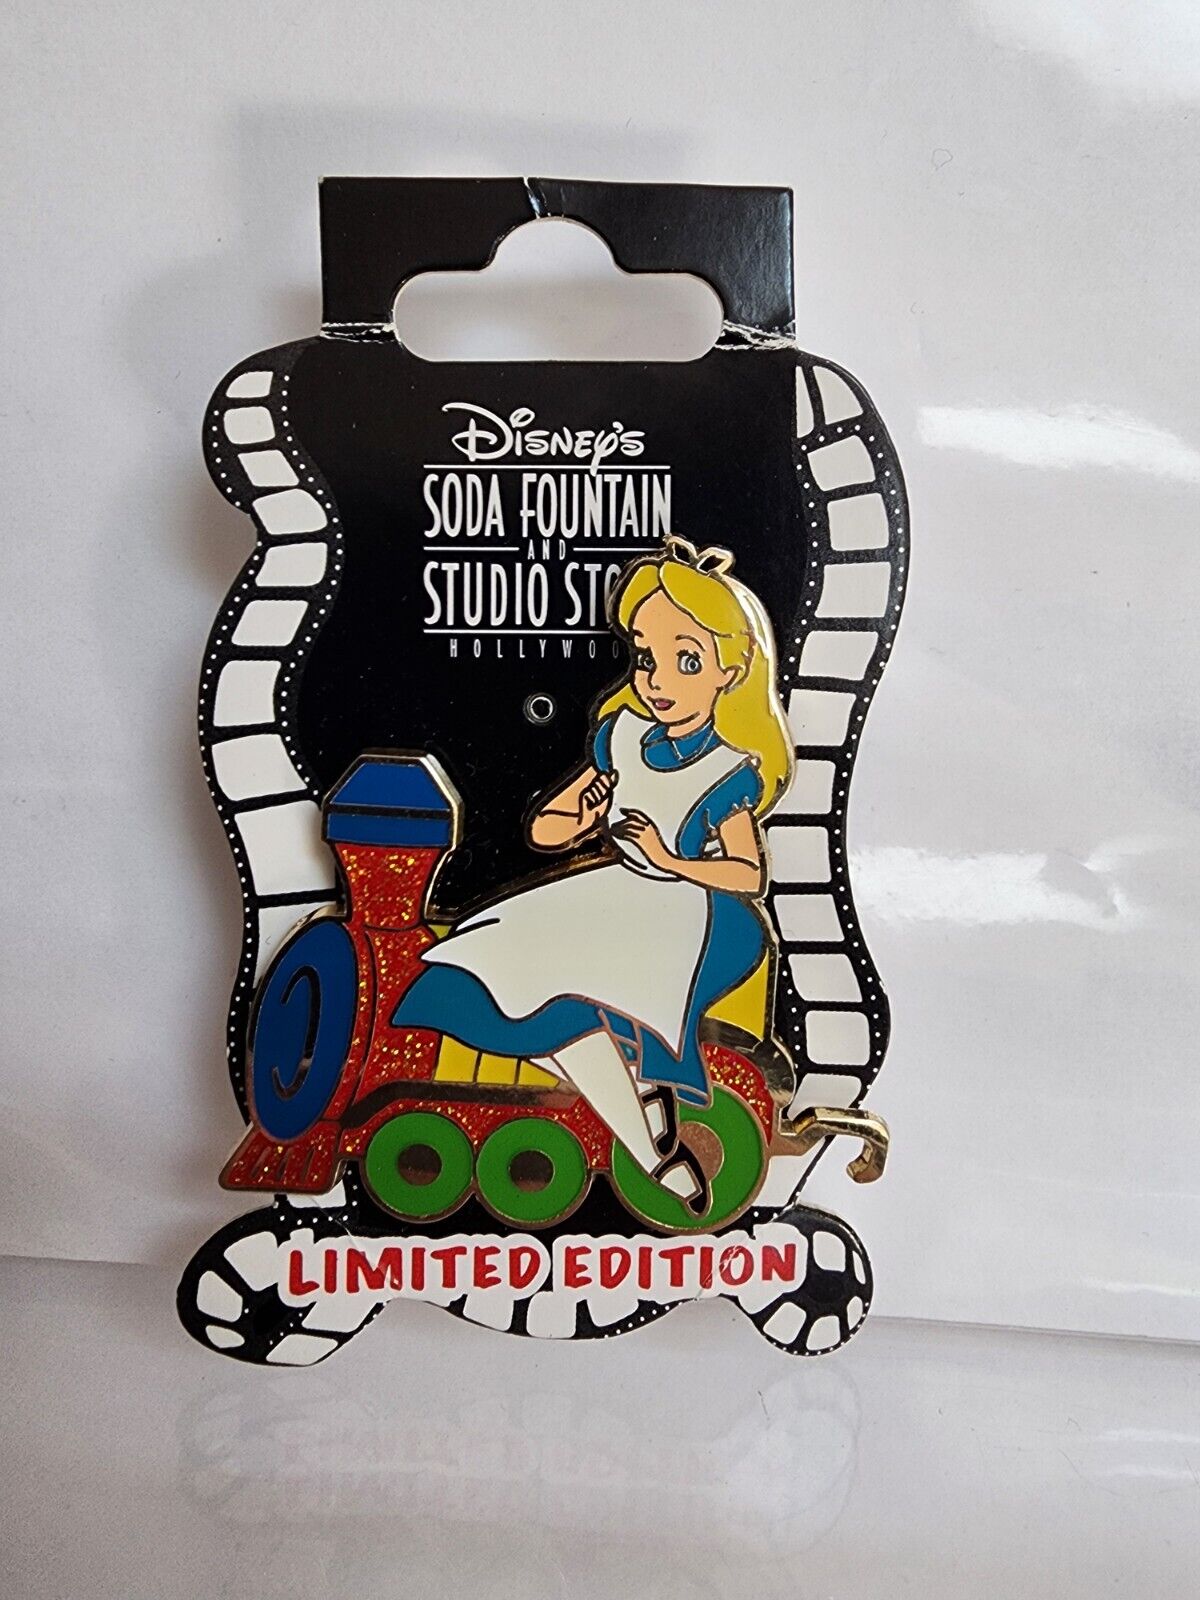 DISNEY'S
SODA FOUNTAIN
AND
STUDIO STO
HOLLYWOO
LIMITED EDITION